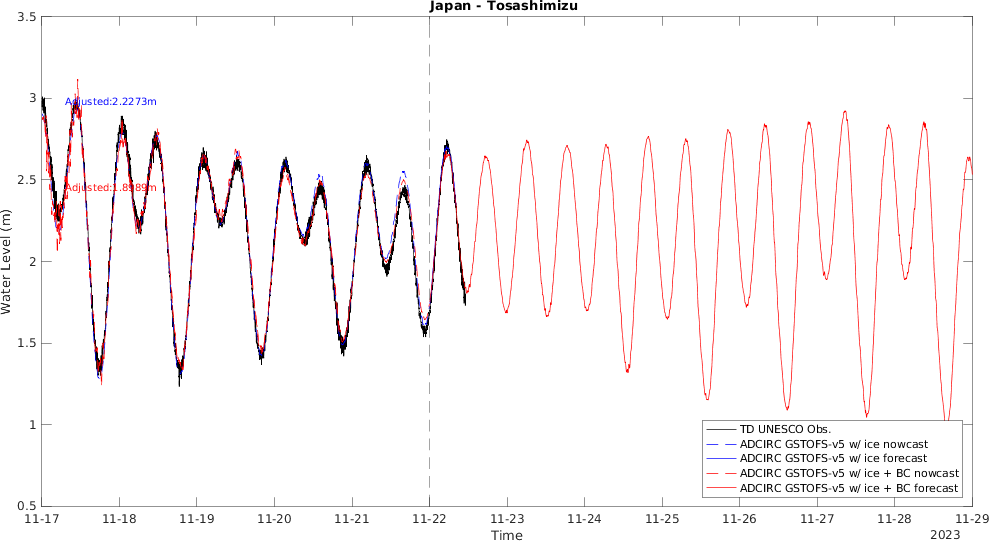 Japan - Tosashimizu
3.5
3
2.5
2
1.5
1
0.5
Water Level (m)
Adjusted:2.2273m
Adjusted:1.8989m
TD UNESCO Obs.
ADCIRC GSTOFS-v5 w/ ice nowcast
ADCIRC GSTOFS-v5 w/ ice forecast
ADCIRC GSTOFS-v5 w/ ice + BC nowcast
ADCIRC GSTOFS-v5 w/ ice + BC forecast
11-17 11-18 11-19 11-20 11-21 11-22 11-23 11-24 11-25 11-26 11-27 11-28 11-29
Time
2023